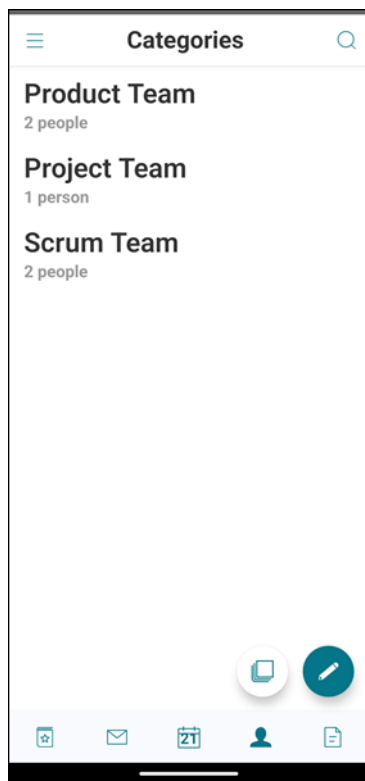 Categories
Product Team
2 people
Project Team
1 person
Scrum Team
2 people
21